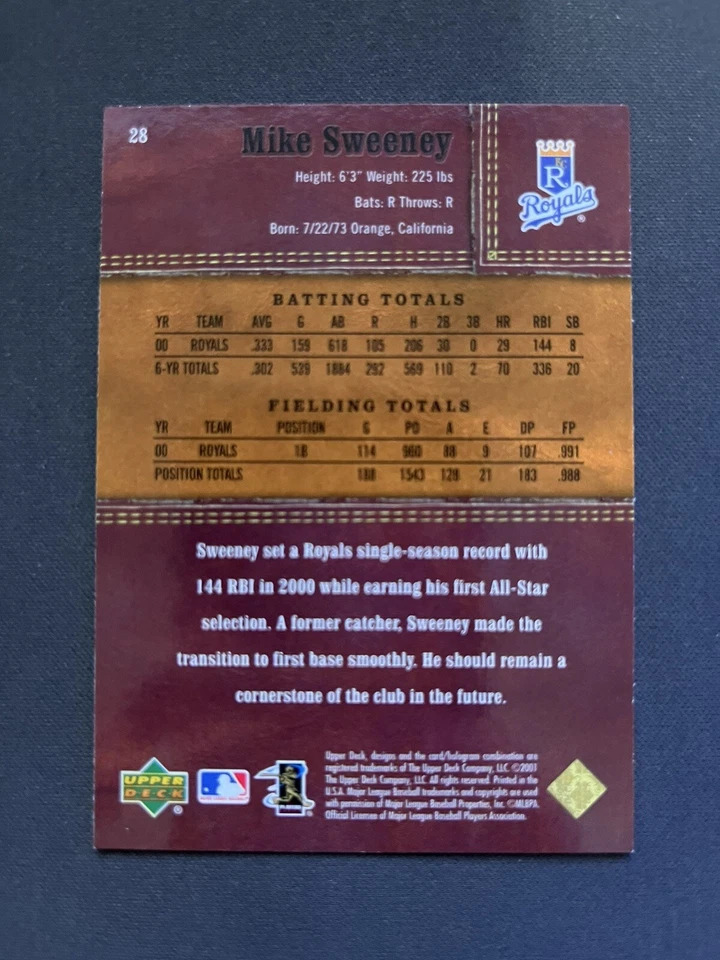 28
Mike Sweeney
Height: 6'3" Weight: 225 lbs
Bats: R Throws: R
Born: 7/22/73 Orange, California
KC
R
Royals®
BATTING TOTALS
YR TEAM AVG G AB R H 2B 3B HR RBI SB
00 ROYALS .333 159 618 105 206 30 0 29 144 8
6-YR TOTALS .302 539 1884 292 569 110 2 70 336 20
FIELDING TOTALS
YR TEAM POSITION G PO A E DP FP
00 ROYALS 1B 114 960 88 9 107 .991
POSITION TOTALS 188 1543 128 21 183 .988
Sweeney set a Royals single-season record with
144 RBI in 2000 while earning his first All-Star
selection. A former catcher, Sweeney made the
transition to first base smoothly. He should remain a
cornerstone of the club in the future.
UPPER
DECK®
Upper Deck, designs and the card/hologram combination are
registered trademarks of The Upper Deck Company, LLC. ©2001
The Upper Deck Company, LLC. All rights reserved. Printed in the
U.S.A. Major League Baseball trademarks and copyrights are used
with permission of Major League Baseball Properties, Inc. ©MLBPA.
Official Licensee of Major League Baseball Players Association.